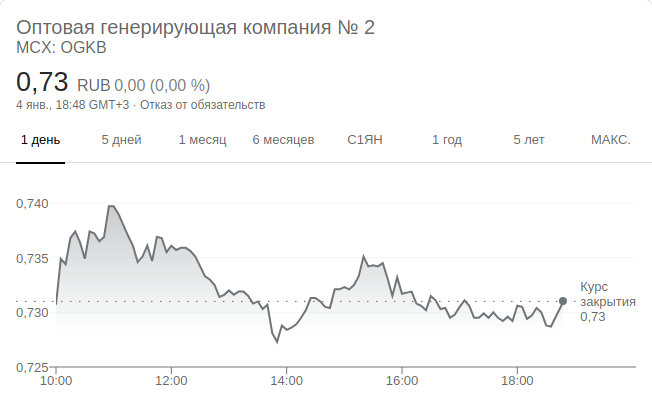 Оптовая генерирующая компания № 2
MCX: OGKB
0,73 RUB 0,00 (0,00 %)
4 янв., 18:48 GMT+3 · Отказ от обязательств
1 день 5 дней 1 месяц 6 месяцев С1ЯН 1 год 5 лет МАКС.
0,740
0,735
0,730
0,725
Курс
закрытия
0,73
10:00 12:00 14:00 16:00 18:00